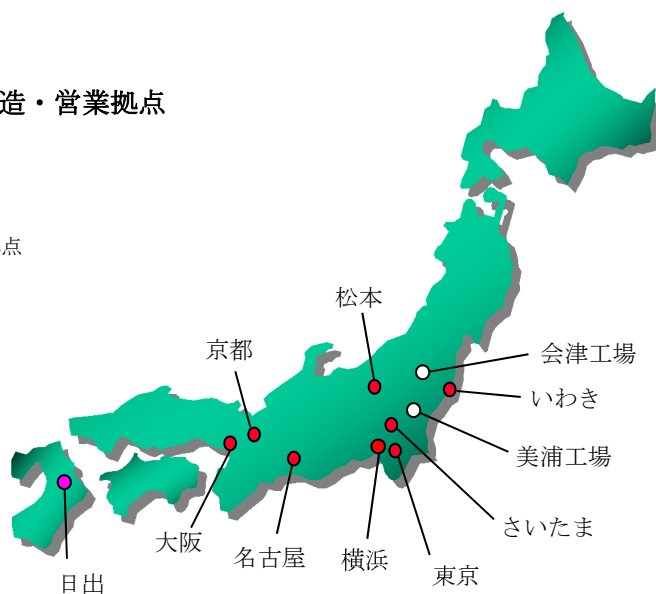 造・営業拠点
点
松本
京都
会津工場
いわき
美浦工場
さいたま
大阪
名古屋
横浜
東京
日出